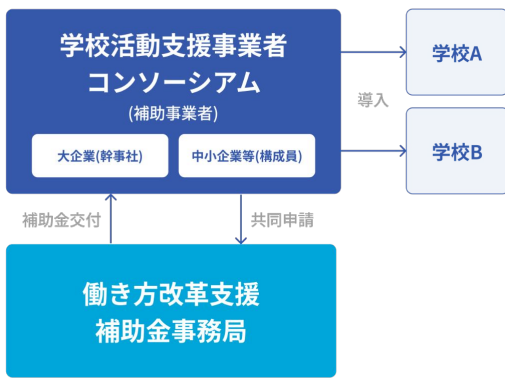 学校活動支援事業者
コンソーシアム
(補助事業者)
大企業(幹事社)
中小企業等(構成員)
導入
学校A
学校B
補助金交付
共同申請
働き方改革支援
補助金事務局